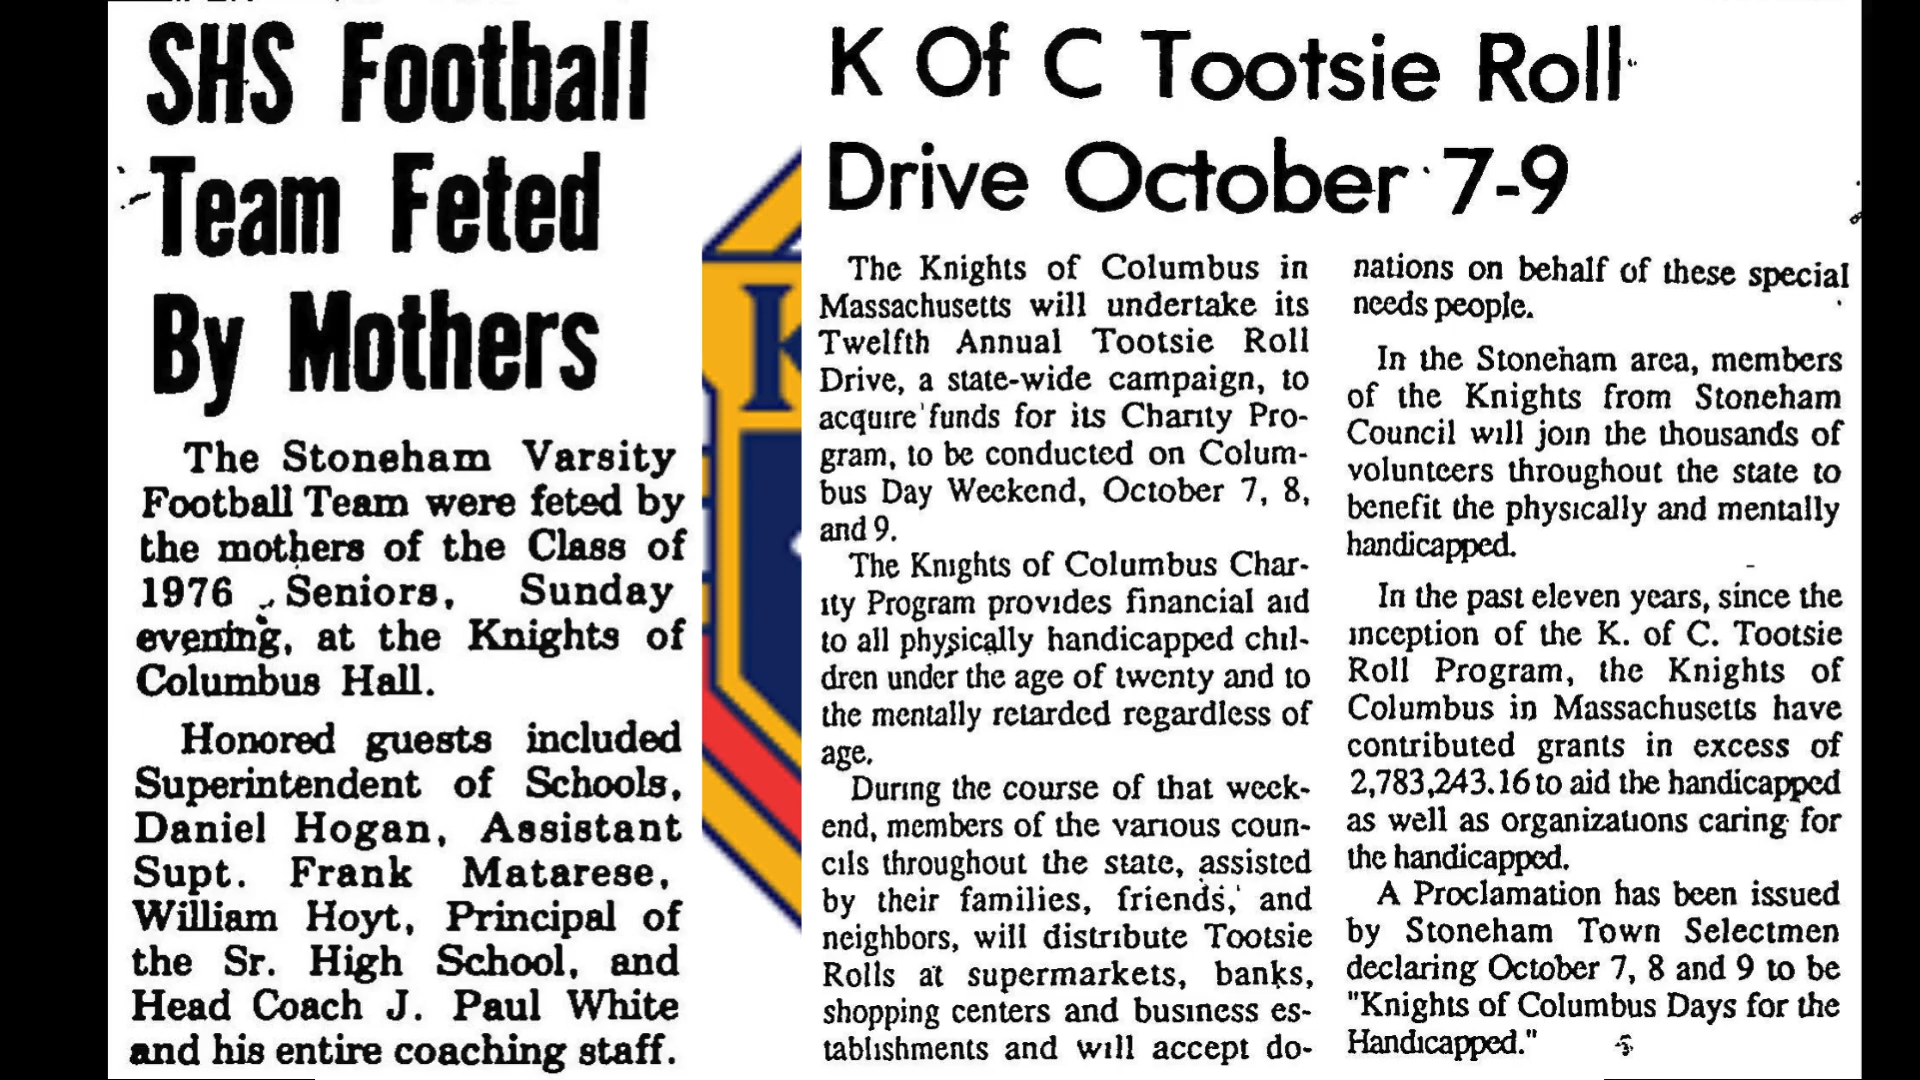 SHS Football
Team Feted
By Mothers
The Stoneham Varsity
Football Team were feted by
the mothers of the Class of
1976 Seniors, Sunday
evening, at the Knights of
Columbus Hall.
Honored guests included
Superintendent of Schools,
Daniel Hogan, Assistant
Supt. Frank Matarese,
William Hoyt, Principal of
the Sr. High School, and
Head Coach J. Paul White
and his entire coaching staff.
K
K Of C Tootsie Roll
Drive October 7-9
The Knights of Columbus in
Massachusetts will undertake its
Twelfth Annual Tootsie Roll
Drive, a state-wide campaign, to
acquire funds for its Charity Pro-
gram, to be conducted on Colum-
bus Day Weekend, October 7, 8,
and 9.
The Knights of Columbus Char-
ity Program provides financial aid
to all physically handicapped chil-
dren under the age of twenty and to
the mentally retarded regardless of
age.
During the course of that week-
end, members of the various coun-
cils throughout the state, assisted
by their families, friends, and
neighbors, will distribute Tootsie
Rolls at supermarkets, banks,
shopping centers and business es-
tablishments and will accept do-
nations on behalf of these special
needs people.
In the Stoneham area, members
of the Knights from Stoneham
Council will join the thousands of
volunteers throughout the state to
benefit the physically and mentally
handicapped.
In the past eleven years, since the
inception of the K. of C. Tootsie
Roll Program, the Knights of
Columbus in Massachusetts have
contributed grants in excess of
2,783,243.16 to aid the handicapped
as well as organizations caring for
the handicapped.
A Proclamation has been issued
by Stoneham Town Selectmen
declaring October 7, 8 and 9 to be
"Knights of Columbus Days for the
Handicapped."